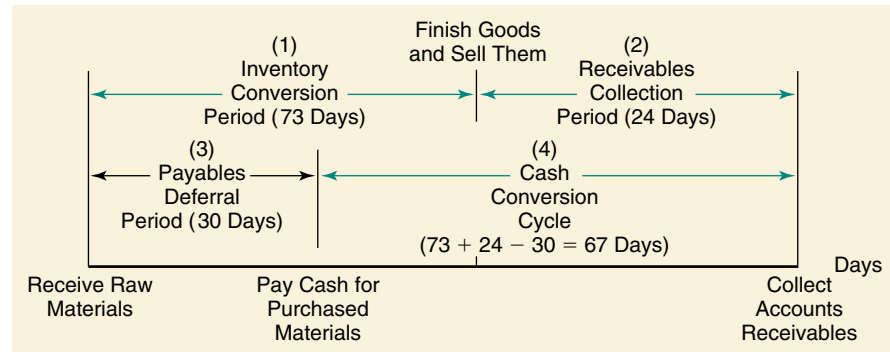 Finish Goods
and Sell Them
(1)
Inventory
Conversion
Period (73 Days)
(2)
Receivables
Collection
Period (24 Days)
(3)
Payables
Deferral
Period (30 Days)
(4)
Cash
Conversion
Cycle
(73 + 24 − 30 = 67 Days)
Days
Receive Raw
Materials
Pay Cash for
Purchased
Materials
Collect
Accounts
Receivables